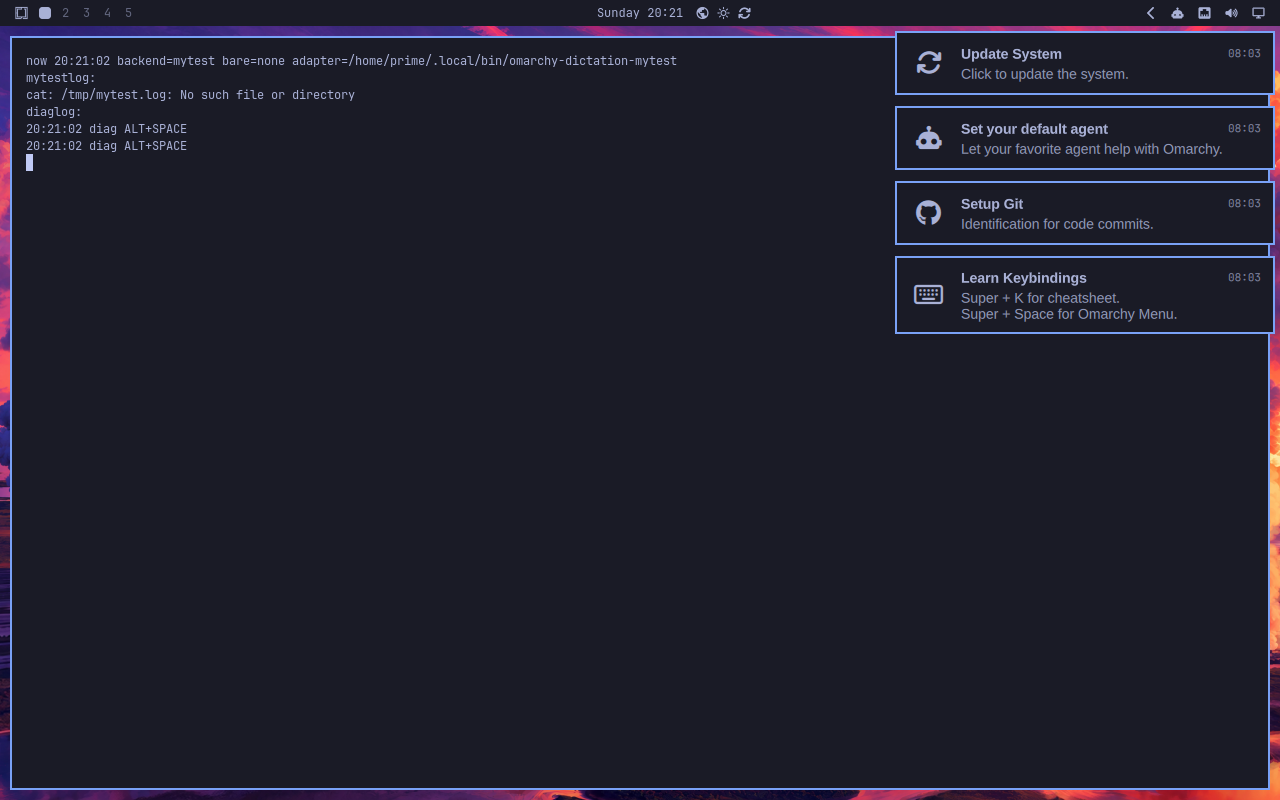 2 3 4 5
Sunday 20:21
now 20:21:02 backend=mytest bare=none adapter=/home/prime/.local/bin/omarchy-dictation-mytest
mytestlog:
cat: /tmp/mytest.log: No such file or directory
diaglog:
20:21:02 diag ALT+SPACE
20:21:02 diag ALT+SPACE
Update System 08:03
Click to update the system.
Set your default agent 08:03
Let your favorite agent help with Omarchy.
Setup Git 08:03
Identification for code commits.
Learn Keybindings 08:03
Super + K for cheatsheet.
Super + Space for Omarchy Menu.